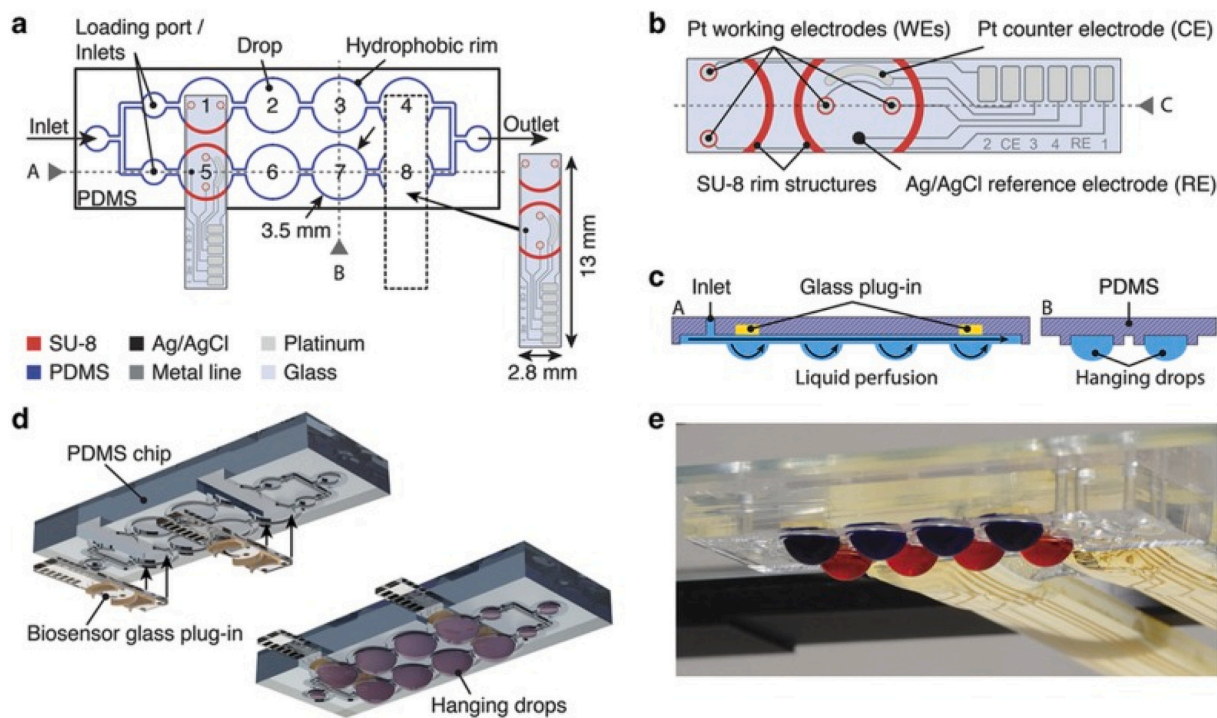 a
Loading port /
Inlets
Drop
Hydrophobic rim
1
2
3
4
Inlet
Outlet
A
5
6
7
8
PDMS
3.5 mm
B
13 mm
2.8 mm
SU-8
Ag/AgCl
Platinum
PDMS
Metal line
Glass
b
Pt working electrodes (WEs)
Pt counter electrode (CE)
C
2 CE 3 4 RE 1
SU-8 rim structures
Ag/AgCl reference electrode (RE)
c
A
Inlet
Glass plug-in
B
PDMS
Liquid perfusion
Hanging drops
d
PDMS chip
Biosensor glass plug-in
Hanging drops
e